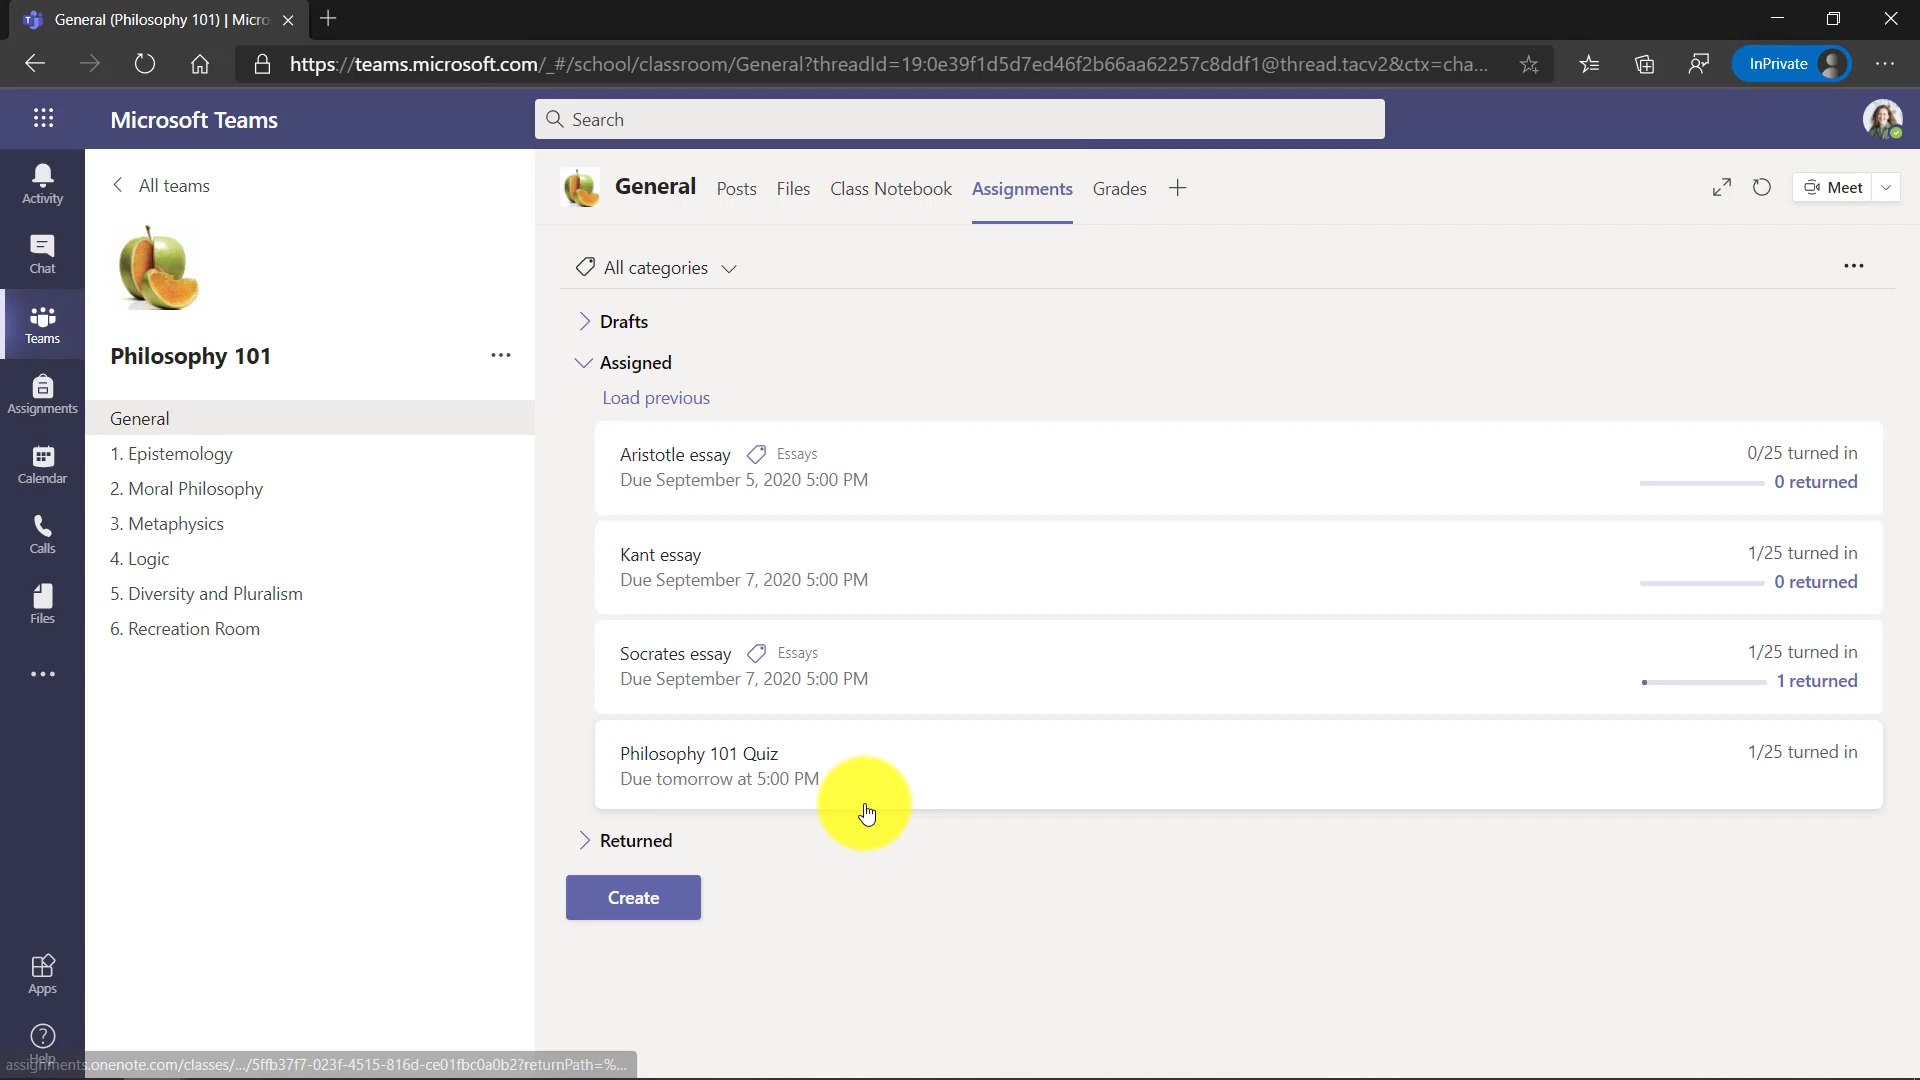 General (Philosophy 101) | Micro
https://teams.microsoft.com/_#/school/classroom/General?threadId=19:0e39f1d5d7ed46f2b66aa62257c8ddf1@thread.tacv2&ctx=cha...
InPrivate
Microsoft Teams
Search
Activity
Chat
Teams
Assignments
Calendar
Calls
Files
Apps
Help
All teams
Philosophy 101
General
1. Epistemology
2. Moral Philosophy
3. Metaphysics
4. Logic
5. Diversity and Pluralism
6. Recreation Room
General Posts Files Class Notebook Assignments Grades
Meet
All categories
Drafts
Assigned
Load previous
Aristotle essay Essays
Due September 5, 2020 5:00 PM
0/25 turned in
0 returned
Kant essay
Due September 7, 2020 5:00 PM
1/25 turned in
0 returned
Socrates essay Essays
Due September 7, 2020 5:00 PM
1/25 turned in
1 returned
Philosophy 101 Quiz
Due tomorrow at 5:00 PM
1/25 turned in
Returned
Create
assignments.onenote.com/classes/.../5ffb37f7-023f-4515-816d-ce01fbc0a0b2?returnPath=%...